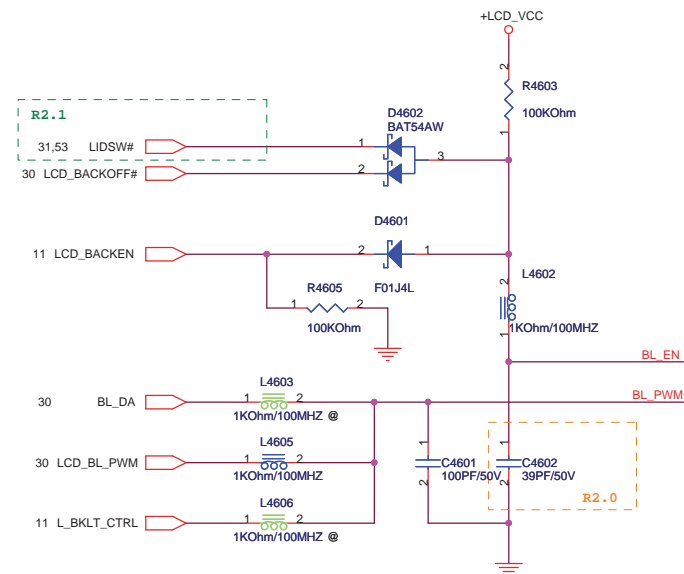 +LCD_VCC
2
R4603
100KOhm
1
R2.1
D4602
BAT54AW
31,53 LIDSW#
1
3
30 LCD_BACKOFF#
2
D4601
11 LCD_BACKEN
2
1
F01J4L
R4605
1
2
100KOhm
2
L4602
1KOhm/100MHZ
1
BL_EN
BL_PWM
L4603
30 BL_DA
1
2
1KOhm/100MHZ @
L4605
30 LCD_BL_PWM
1
2
1KOhm/100MHZ
L4606
11 L_BKLT_CTRL
1
2
1KOhm/100MHZ @
1
C4601
100PF/50V
2
1
C4602
39PF/50V
2
R2.0